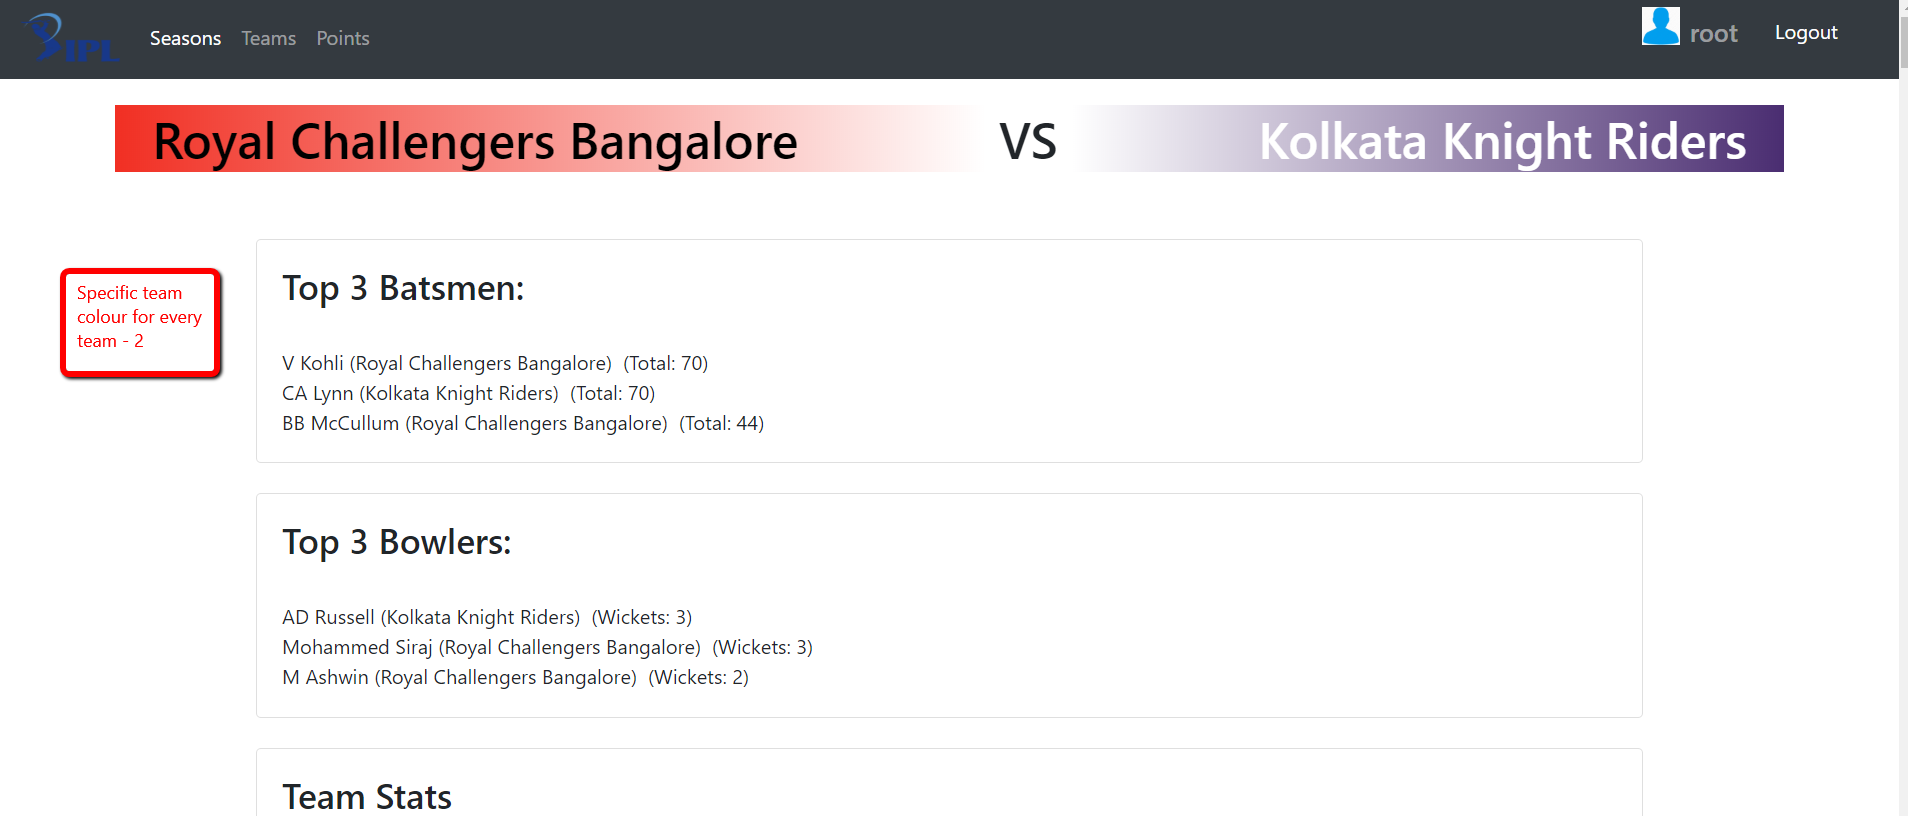 IPL
Seasons Teams Points
root Logout
Royal Challengers Bangalore VS Kolkata Knight Riders
Specific team
colour for every
team - 2
Top 3 Batsmen:
V Kohli (Royal Challengers Bangalore) (Total: 70)
CA Lynn (Kolkata Knight Riders) (Total: 70)
BB McCullum (Royal Challengers Bangalore) (Total: 44)
Top 3 Bowlers:
AD Russell (Kolkata Knight Riders) (Wickets: 3)
Mohammed Siraj (Royal Challengers Bangalore) (Wickets: 3)
M Ashwin (Royal Challengers Bangalore) (Wickets: 2)
Team Stats